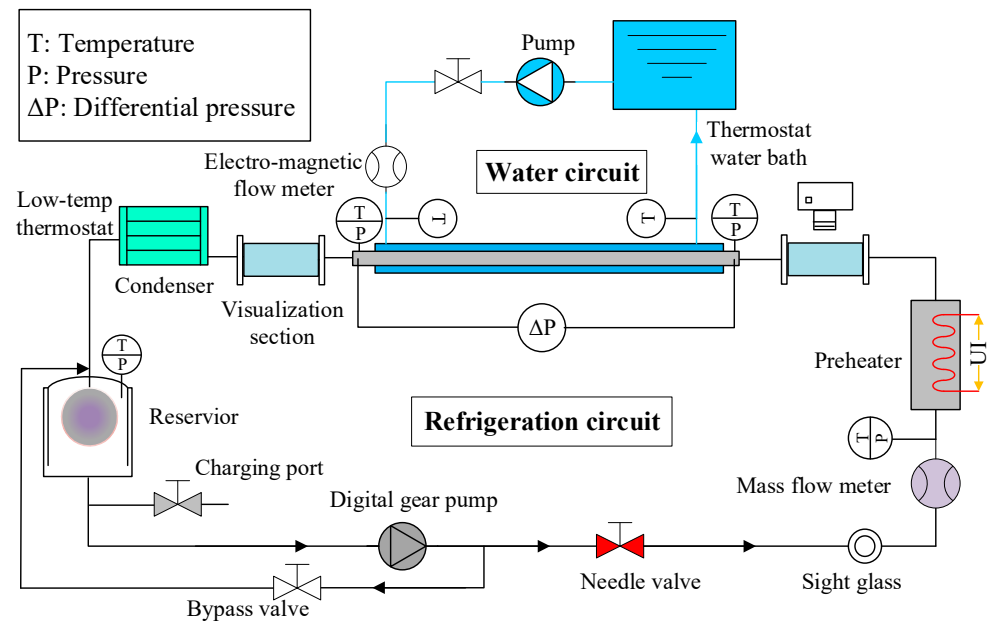 T: Temperature
P: Pressure
ΔP: Differential pressure
Pump
Thermostat
water bath
Electro-magnetic
flow meter
Water circuit
Low-temp
thermostat
T
P
T
T
T
P
Condenser
Visualization
section
ΔP
Preheater
UI
T
P
Reservior
Refrigeration circuit
T
P
Charging port
Digital gear pump
Mass flow meter
Needle valve
Sight glass
Bypass valve